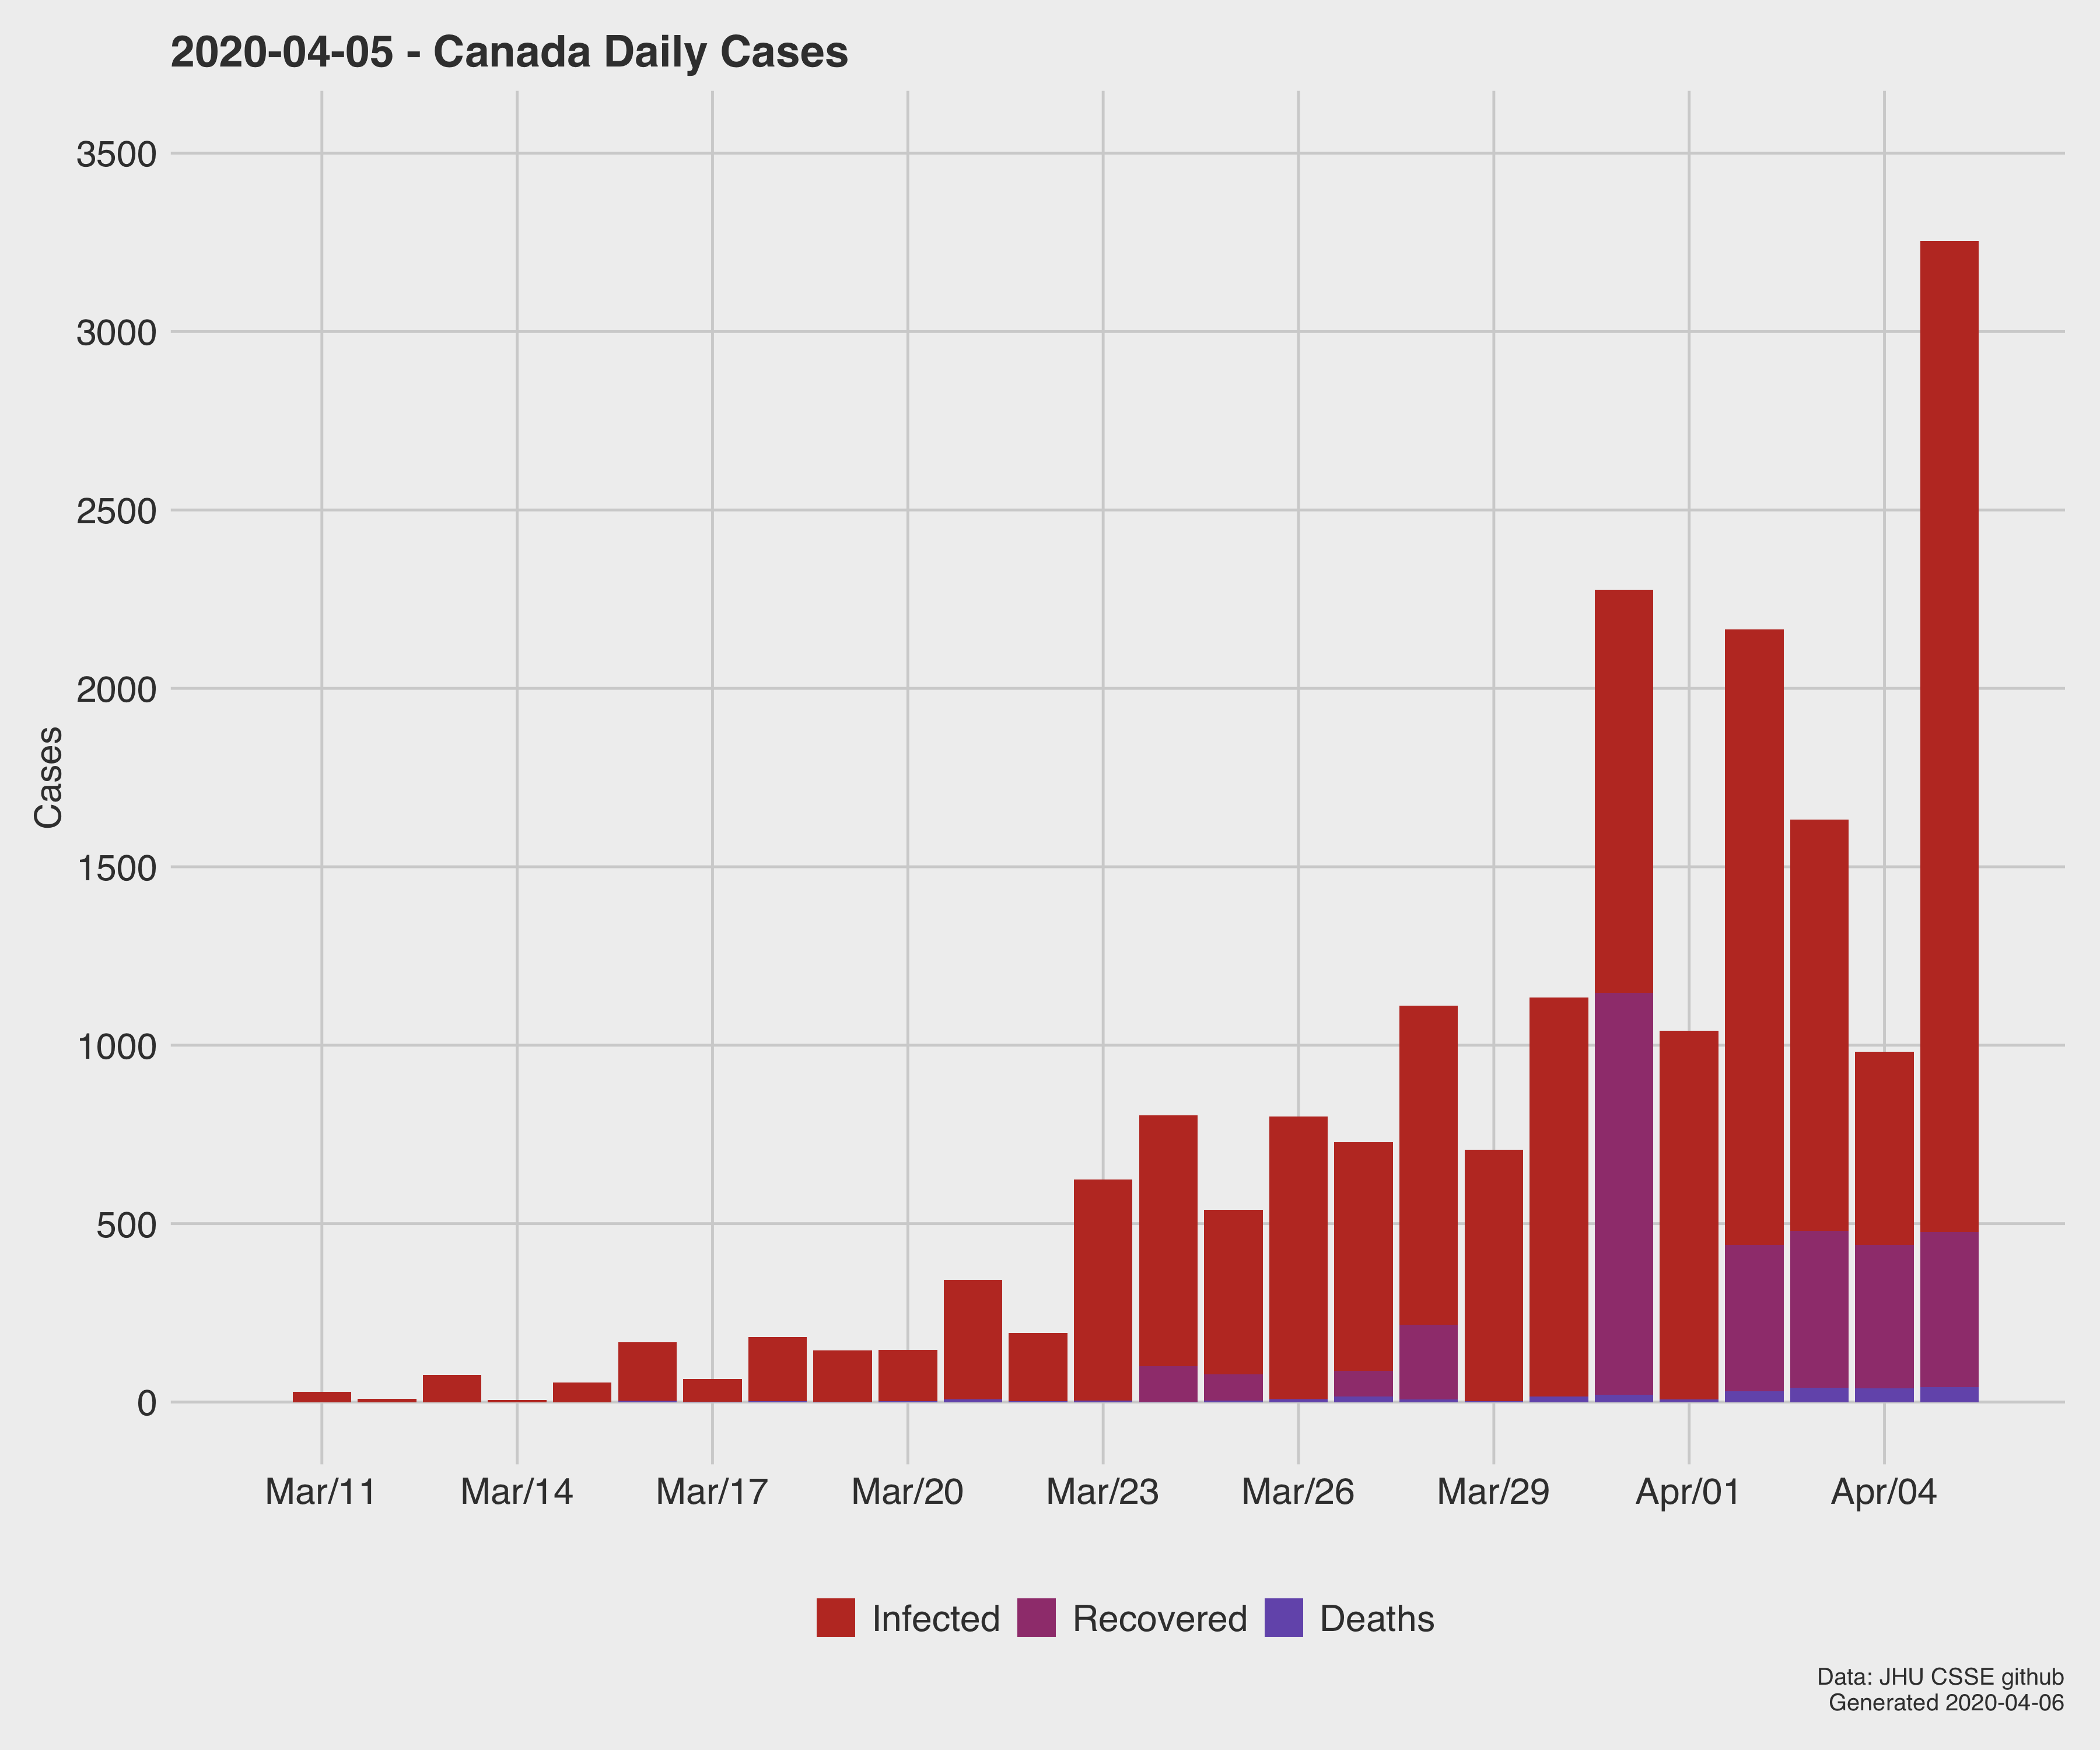 2020-04-05 - Canada Daily Cases
3500
3000
2500
2000
1500
1000
500
0
Cases
Mar/11 Mar/14 Mar/17 Mar/20 Mar/23 Mar/26 Mar/29 Apr/01 Apr/04
Infected Recovered Deaths
Data: JHU CSSE github
Generated 2020-04-06